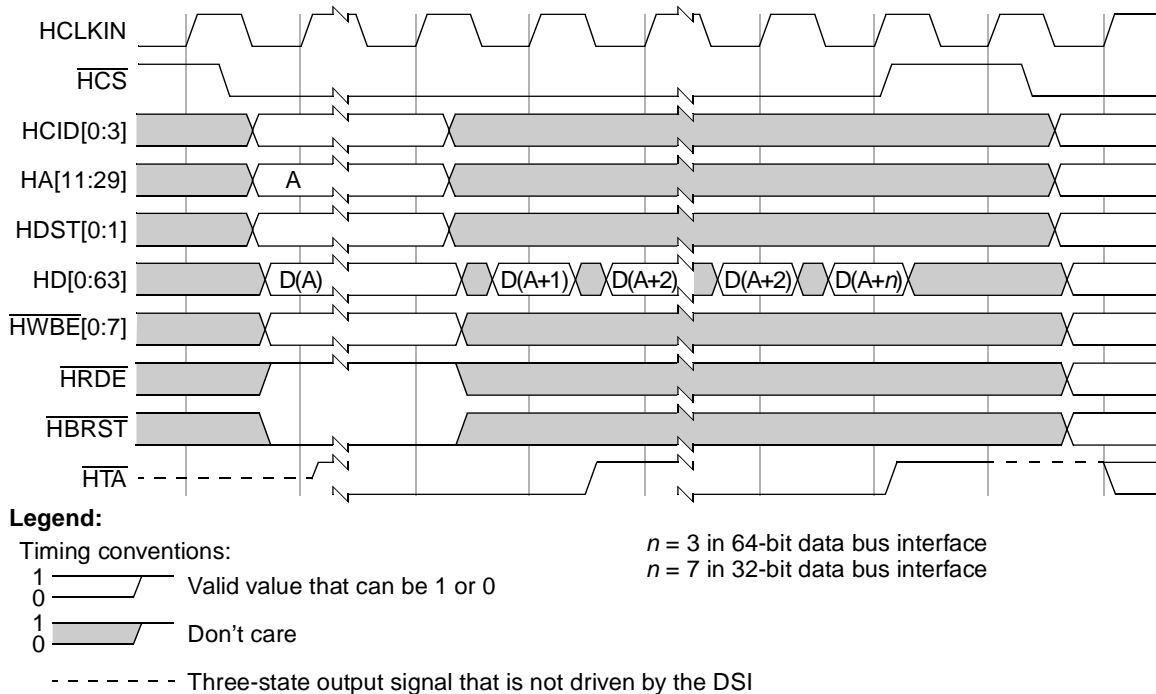 HCLKIN
HCS
HCID[0:3]
HA[11:29] A
HDST[0:1]
HD[0:63] D(A) D(A+1) D(A+2) D(A+2) D(A+n)
HWBE[0:7]
HRDE
HBRST
HTA
Legend:
Timing conventions:
n = 3 in 64-bit data bus interface
n = 7 in 32-bit data bus interface
1
0 Valid value that can be 1 or 0
1
0 Don't care
Three-state output signal that is not driven by the DSI